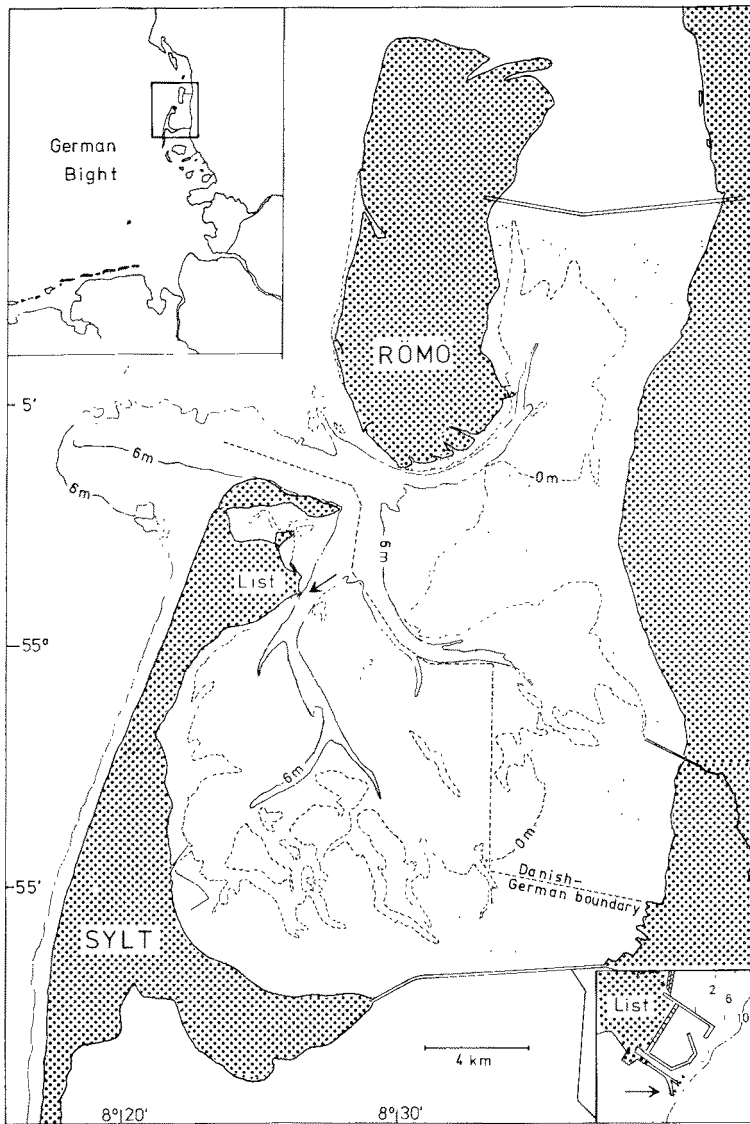 German
Bight
RÖMÖ
5'
6m
6m
0m
6m
List
55°
6m
0m
Danish-
German boundary
55'
SYLT
List
2
6
10
4 km
8°20'
8°30'